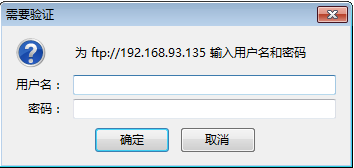 需要验证
为 ftp://192.168.93.135 输入用户名和密码
用户名：
密码：
确定 取消